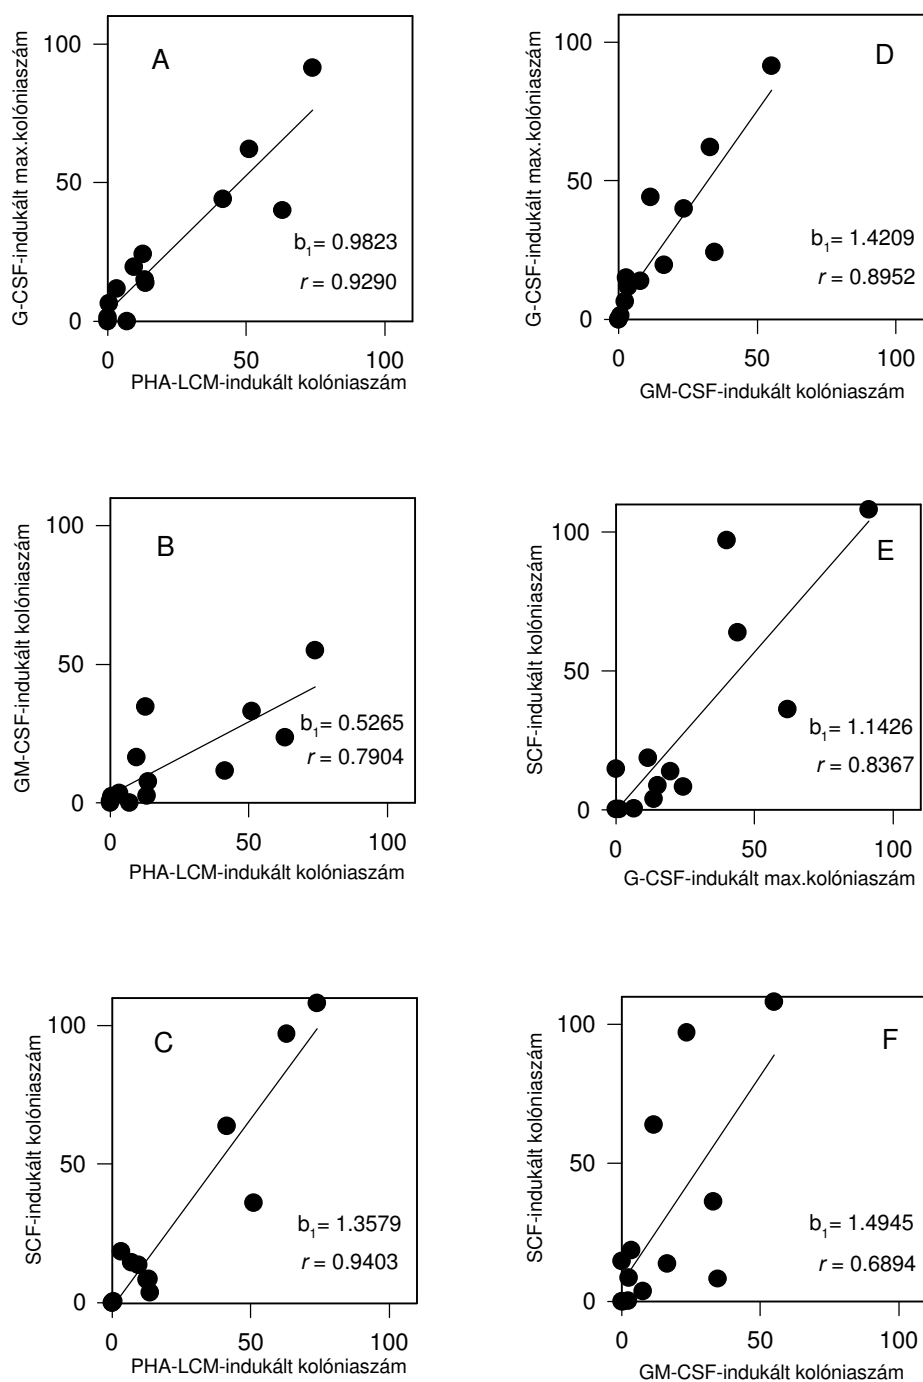 A
G-CSF-indukált max.kolóniaszám
100
50
0
b1= 0.9823
r = 0.9290
0 50 100
PHA-LCM-indukált kolóniaszám
D
G-CSF-indukált max.kolóniaszám
100
50
0
b1= 1.4209
r = 0.8952
0 50 100
GM-CSF-indukált kolóniaszám
B
GM-CSF-indukált kolóniaszám
100
50
0
b1= 0.5265
r = 0.7904
0 50 100
PHA-LCM-indukált kolóniaszám
E
SCF-indukált kolóniaszám
100
50
0
b1= 1.1426
r = 0.8367
0 50 100
G-CSF-indukált max.kolóniaszám
C
SCF-indukált kolóniaszám
100
50
0
b1= 1.3579
r = 0.9403
0 50 100
PHA-LCM-indukált kolóniaszám
F
SCF-indukált kolóniaszám
100
50
0
b1= 1.4945
r = 0.6894
0 50 100
GM-CSF-indukált kolóniaszám